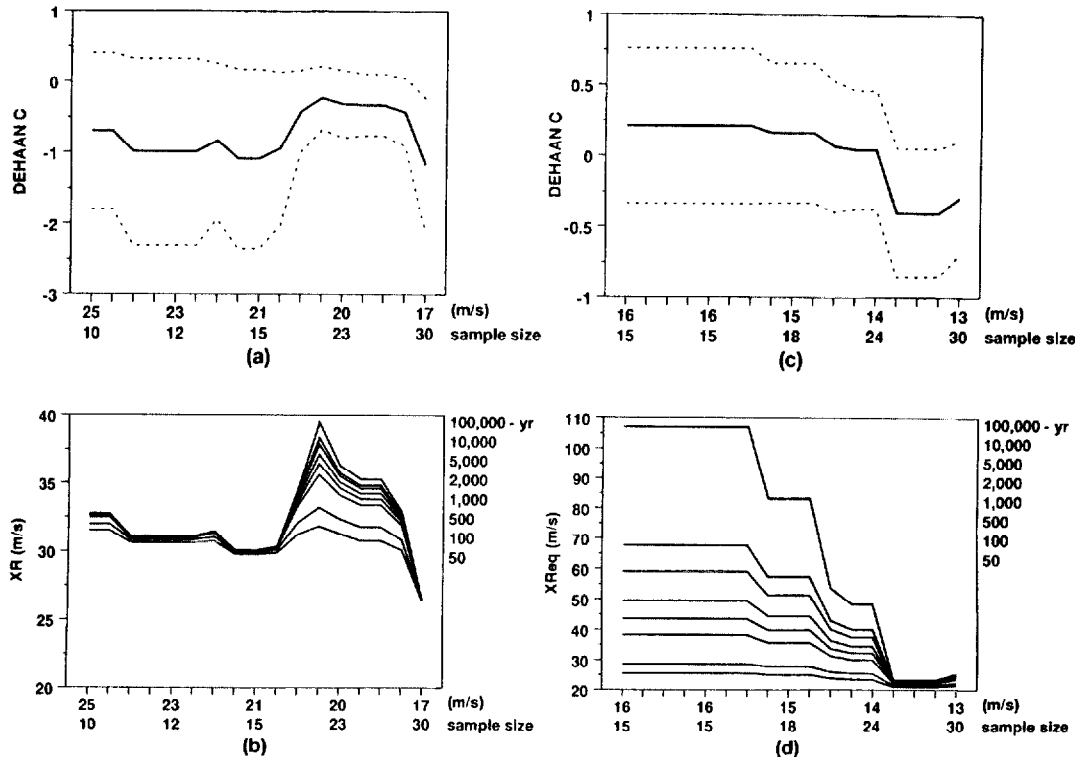 1
0
-1
-2
-3
DEHAAN C
25 23 21 20 17 (m/s)
10 12 15 23 30 sample size
(a)
1
0.5
0
-0.5
-1
DEHAAN C
16 16 15 14 13 (m/s)
15 15 18 24 30 sample size
(c)
40
35
30
25
20
XR (m/s)
100,000 - yr
10,000
5,000
2,000
1,000
500
100
50
25 23 21 20 17 (m/s)
10 12 15 23 30 sample size
(b)
110
100
90
80
70
60
50
40
30
20
XReq (m/s)
100,000 - yr
10,000
5,000
2,000
1,000
500
100
50
16 16 15 14 13 (m/s)
15 15 18 24 30 sample size
(d)